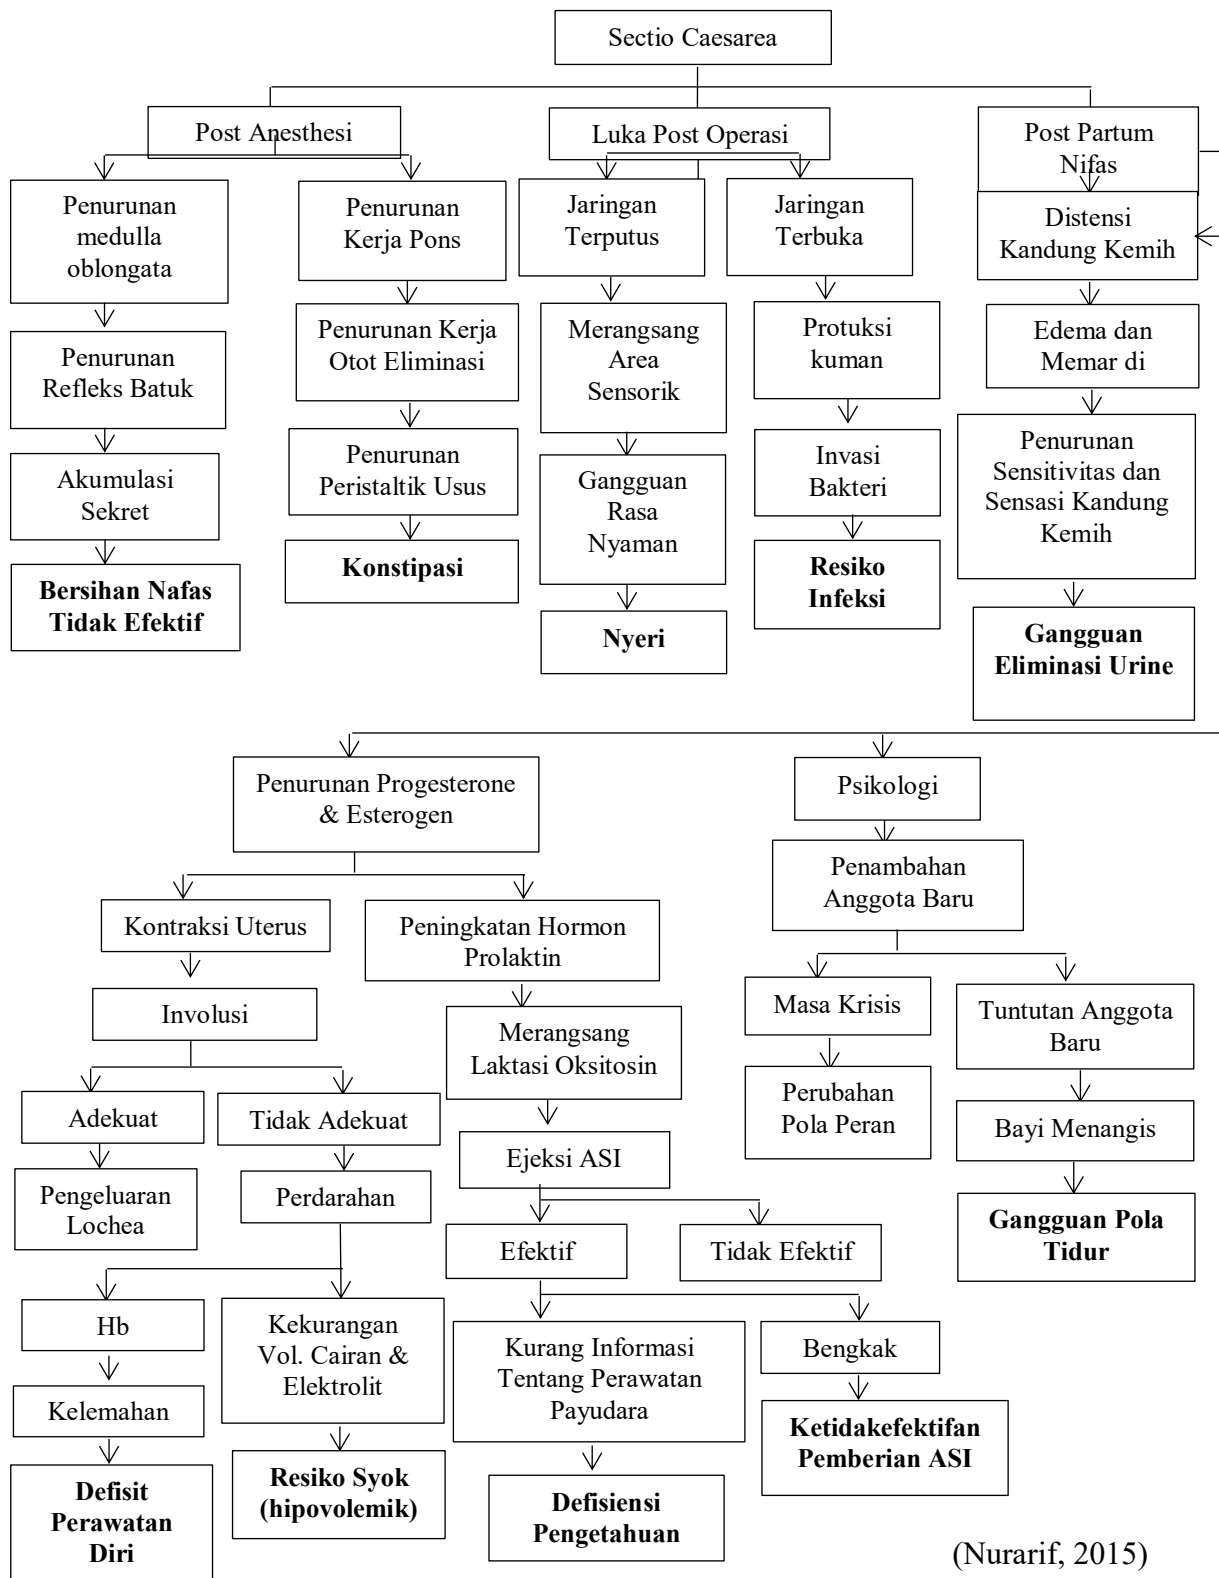 Sectio Caesarea
Post Anesthesi
Luka Post Operasi
Post Partum
Nifas
Penurunan
medulla
oblongata
Penurunan
Kerja Pons
Jaringan
Terputus
Jaringan
Terbuka
Distensi
Kandung Kemih
Penurunan
Refleks Batuk
Penurunan Kerja
Otot Eliminasi
Merangsang
Area
Sensorik
Protuksi
kuman
Edema dan
Memar di
Akumulasi
Sekret
Penurunan
Peristaltik Usus
Gangguan
Rasa
Nyaman
Invasi
Bakteri
Penurunan
Sensitivitas dan
Sensasi Kandung
Kemih
Bersihan Nafas
Tidak Efektif
Konstipasi
Nyeri
Resiko
Infeksi
Gangguan
Eliminasi Urine
Penurunan Progesterone
& Esterogen
Psikologi
Kontraksi Uterus
Peningkatan Hormon
Prolaktin
Penambahan
Anggota Baru
Involusi
Merangsang
Laktasi Oksitosin
Masa Krisis
Tuntutan Anggota
Baru
Adekuat
Tidak Adekuat
Ejeksi ASI
Perubahan
Pola Peran
Bayi Menangis
Pengeluaran
Lochea
Perdarahan
Efektif
Tidak Efektif
Gangguan Pola
Tidur
Hb
Kekurangan
Vol. Cairan &
Elektrolit
Kurang Informasi
Tentang Perawatan
Payudara
Bengkak
Kelemahan
Ketidakefektifan
Pemberian ASI
Defisit
Perawatan
Diri
Resiko Syok
(hipovolemik)
Defisiensi
Pengetahuan
(Nurarif, 2015)